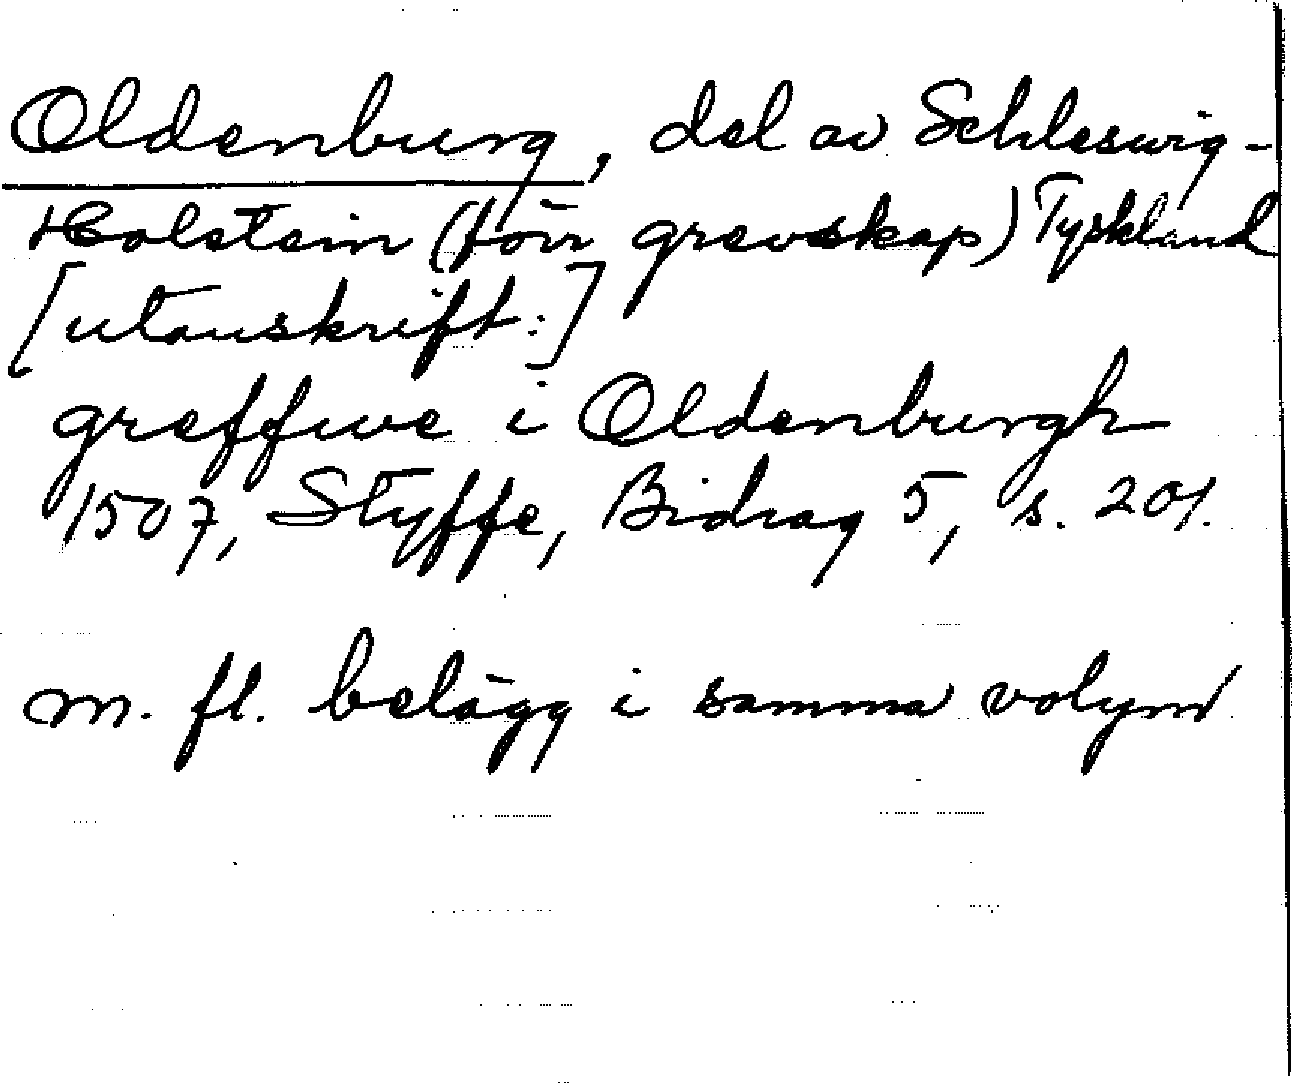 Oldenburg, del av Schleswig-
Holstein (förr grevskap) Tyskland
[utanskrift:]
greffwe i Oldenburgh
1507, Styffe, Bidrag 5, s. 201.
m. fl. belägg i samma volym